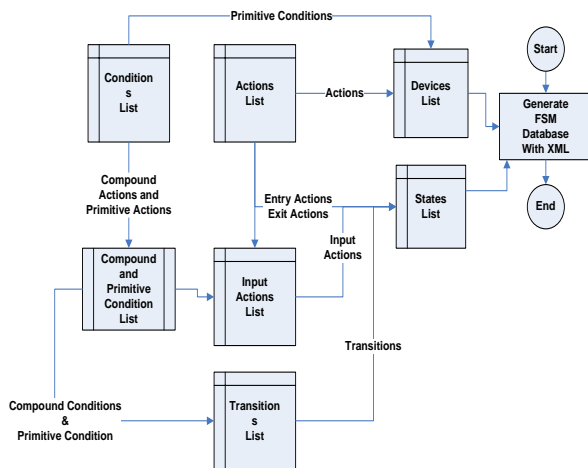 Primitive Conditions
Start
Condition
s
List
Actions
List
Actions
Devices
List
Generate
FSM
Database
With XML
Compound
Actions and
Primitive Actions
Entry Actions
Exit Actions
States
List
End
Input
Actions
Compound
and
Primitive
Condition
List
Input
Actions
List
Transitions
Compound Conditions
&
Primitive Condition
Transition
s
List